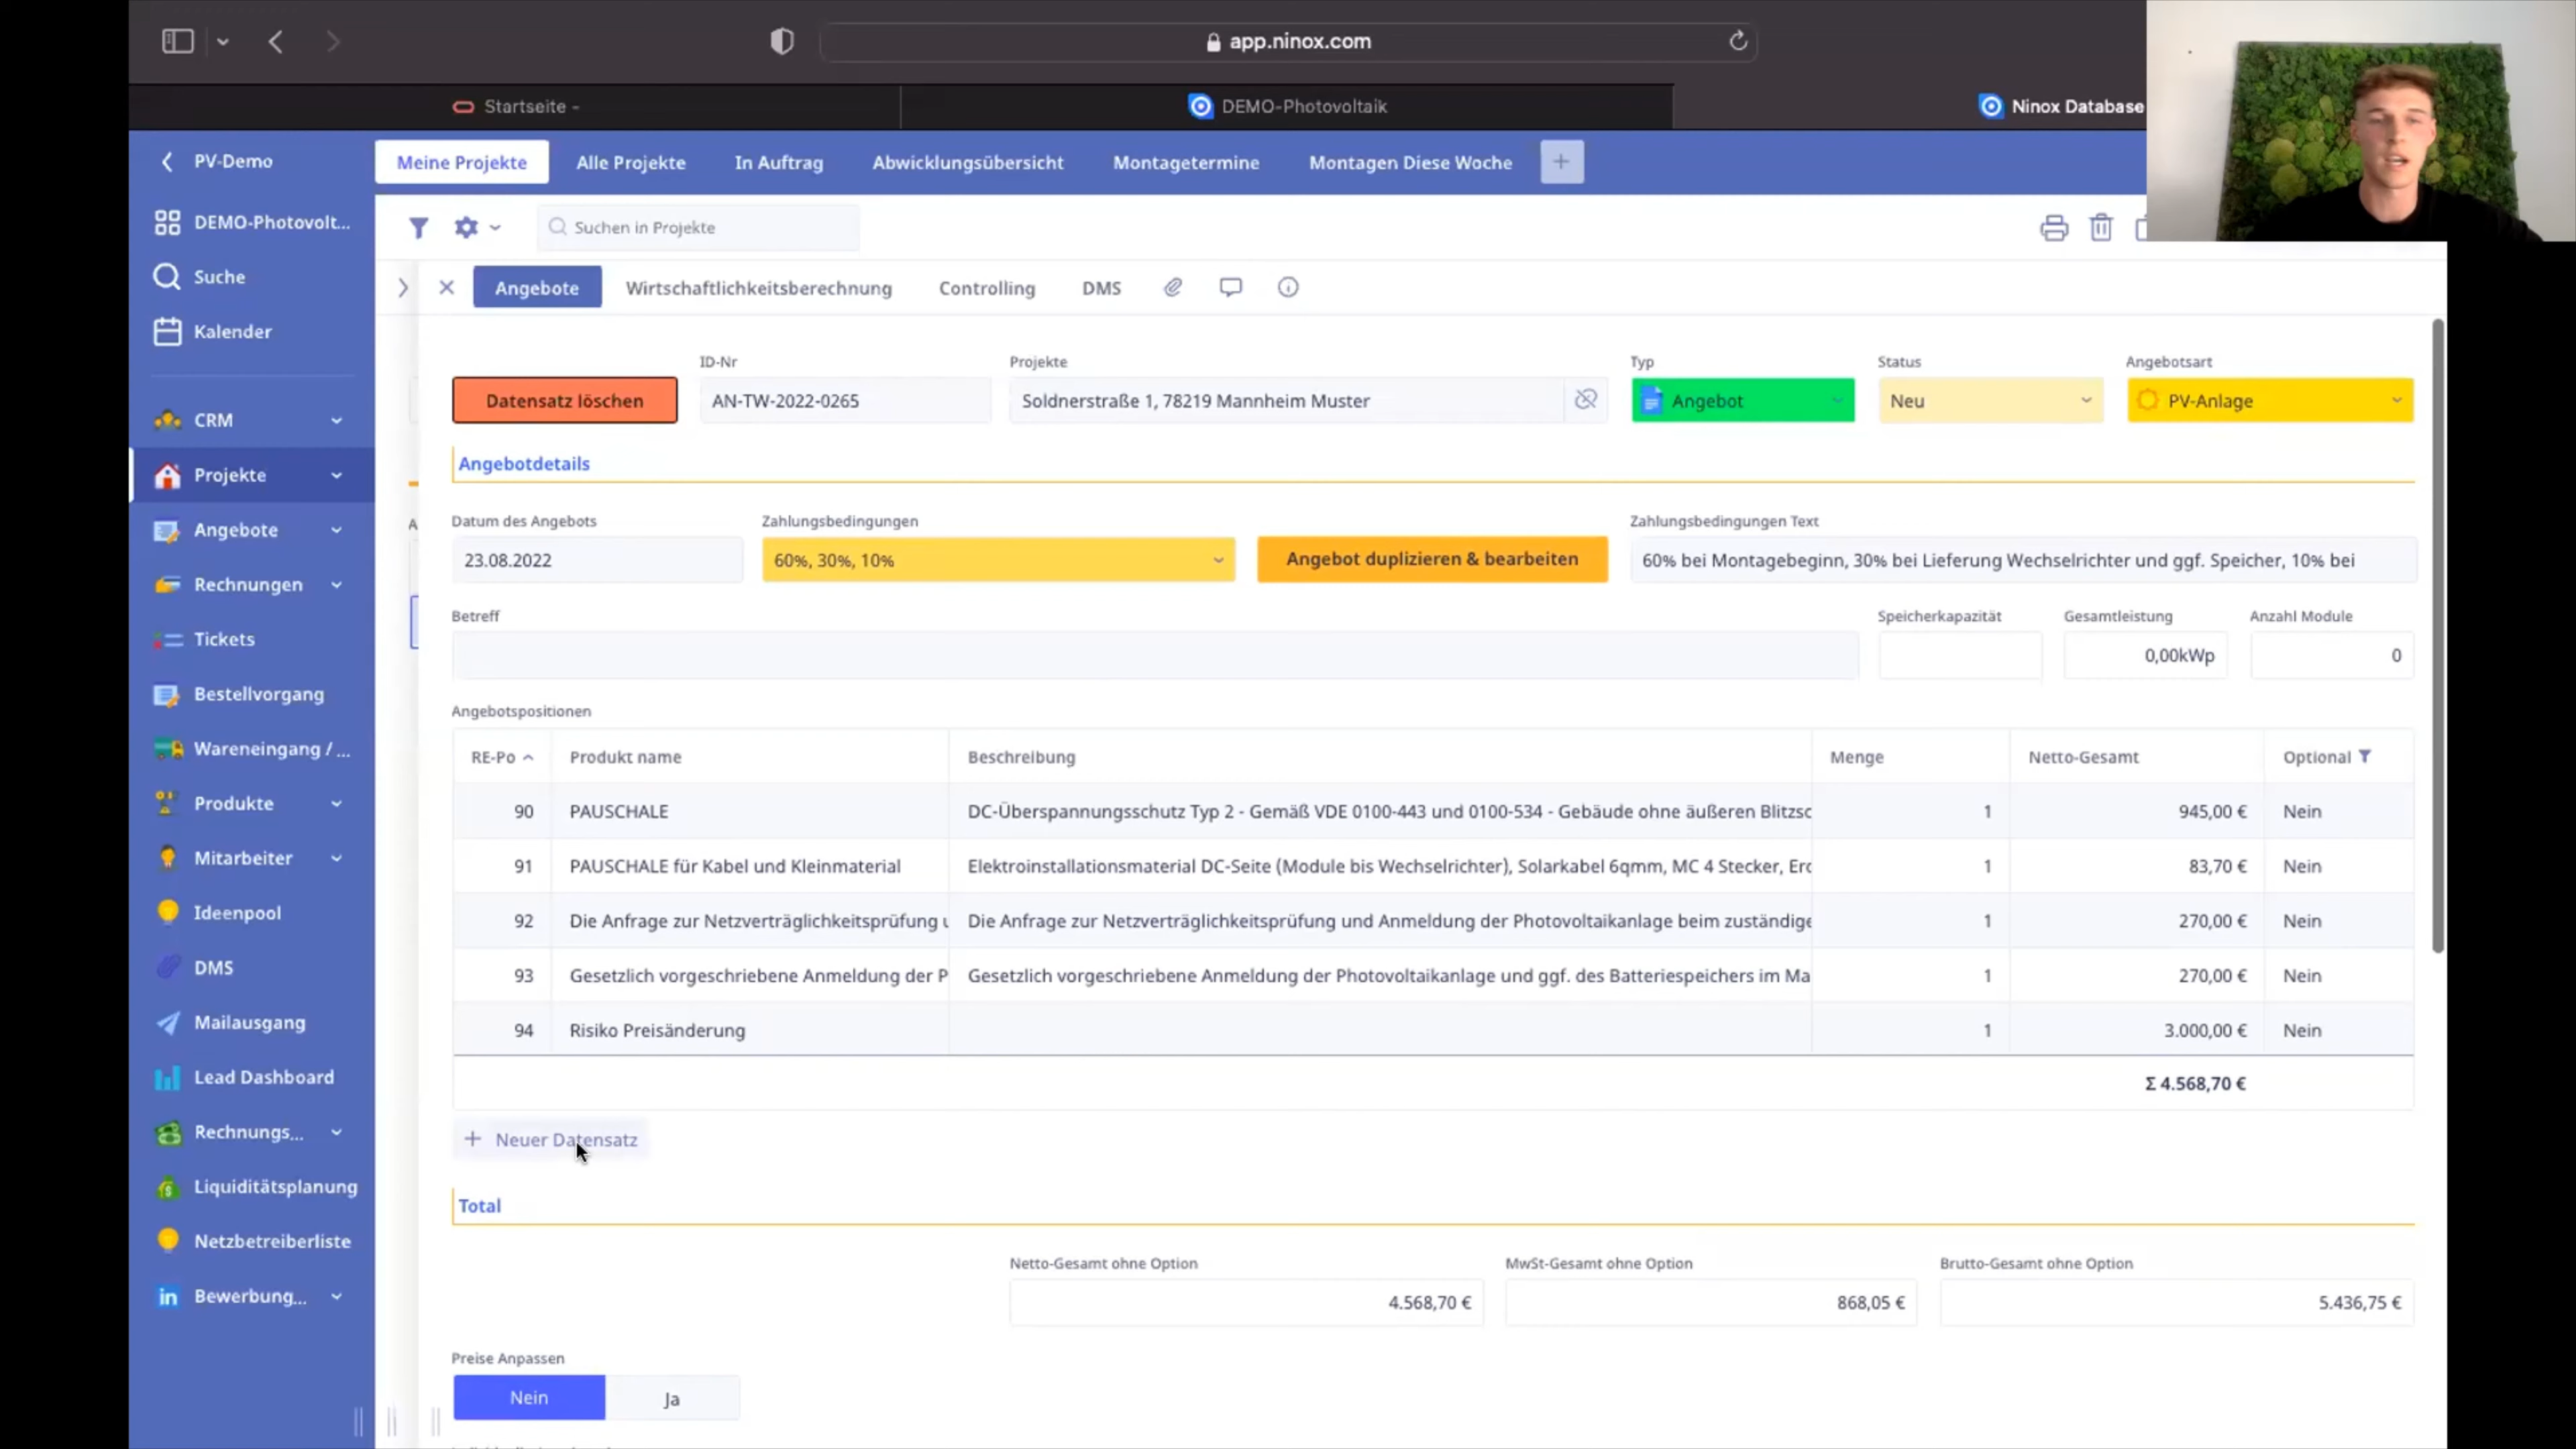 app.ninox.com
Startseite -
DEMO-Photovoltaik
Ninox Database
PV-Demo
Meine Projekte
Alle Projekte
In Auftrag
Abwicklungsübersicht
Montagetermine
Montagen Diese Woche
DEMO-Photovolt...
Suche
Kalender
CRM
Projekte
Angebote
Rechnungen
Tickets
Bestellvorgang
Wareneingang / ...
Produkte
Mitarbeiter
Ideenpool
DMS
Mailausgang
Lead Dashboard
Rechnungs...
Liquiditätsplanung
Netzbetreiberliste
Bewerbung...
Suchen in Projekte
Angebote
Wirtschaftlichkeitsberechnung
Controlling
DMS
Datensatz löschen
ID-Nr
AN-TW-2022-0265
Projekte
Soldnerstraße 1, 78219 Mannheim Muster
Typ
Angebot
Status
Neu
Angebotsart
PV-Anlage
Angebotdetails
Datum des Angebots
23.08.2022
Zahlungsbedingungen
60%, 30%, 10%
Angebot duplizieren & bearbeiten
Zahlungsbedingungen Text
60% bei Montagebeginn, 30% bei Lieferung Wechselrichter und ggf. Speicher, 10% bei
Betreff
Speicherkapazität
Gesamtleistung
0,00kWp
Anzahl Module
0
Angebotspositionen
RE-Po Produkt name Beschreibung Menge Netto-Gesamt Optional
90 PAUSCHALE DC-Überspannungsschutz Typ 2 - Gemäß VDE 0100-443 und 0100-534 - Gebäude ohne äußeren Blitzsc 1 945,00 € Nein
91 PAUSCHALE für Kabel und Kleinmaterial Elektroinstallationsmaterial DC-Seite (Module bis Wechselrichter), Solarkabel 6qmm, MC 4 Stecker, Erd 1 83,70 € Nein
92 Die Anfrage zur Netzverträglichkeitsprüfung u Die Anfrage zur Netzverträglichkeitsprüfung und Anmeldung der Photovoltaikanlage beim zuständige 1 270,00 € Nein
93 Gesetzlich vorgeschriebene Anmeldung der P Gesetzlich vorgeschriebene Anmeldung der Photovoltaikanlage und ggf. des Batteriespeichers im Ma 1 270,00 € Nein
94 Risiko Preisänderung 1 3.000,00 € Nein
Σ 4.568,70 €
+ Neuer Datensatz
Total
Netto-Gesamt ohne Option
4.568,70 €
MwSt-Gesamt ohne Option
868,05 €
Brutto-Gesamt ohne Option
5.436,75 €
Preise Anpassen
Nein
Ja